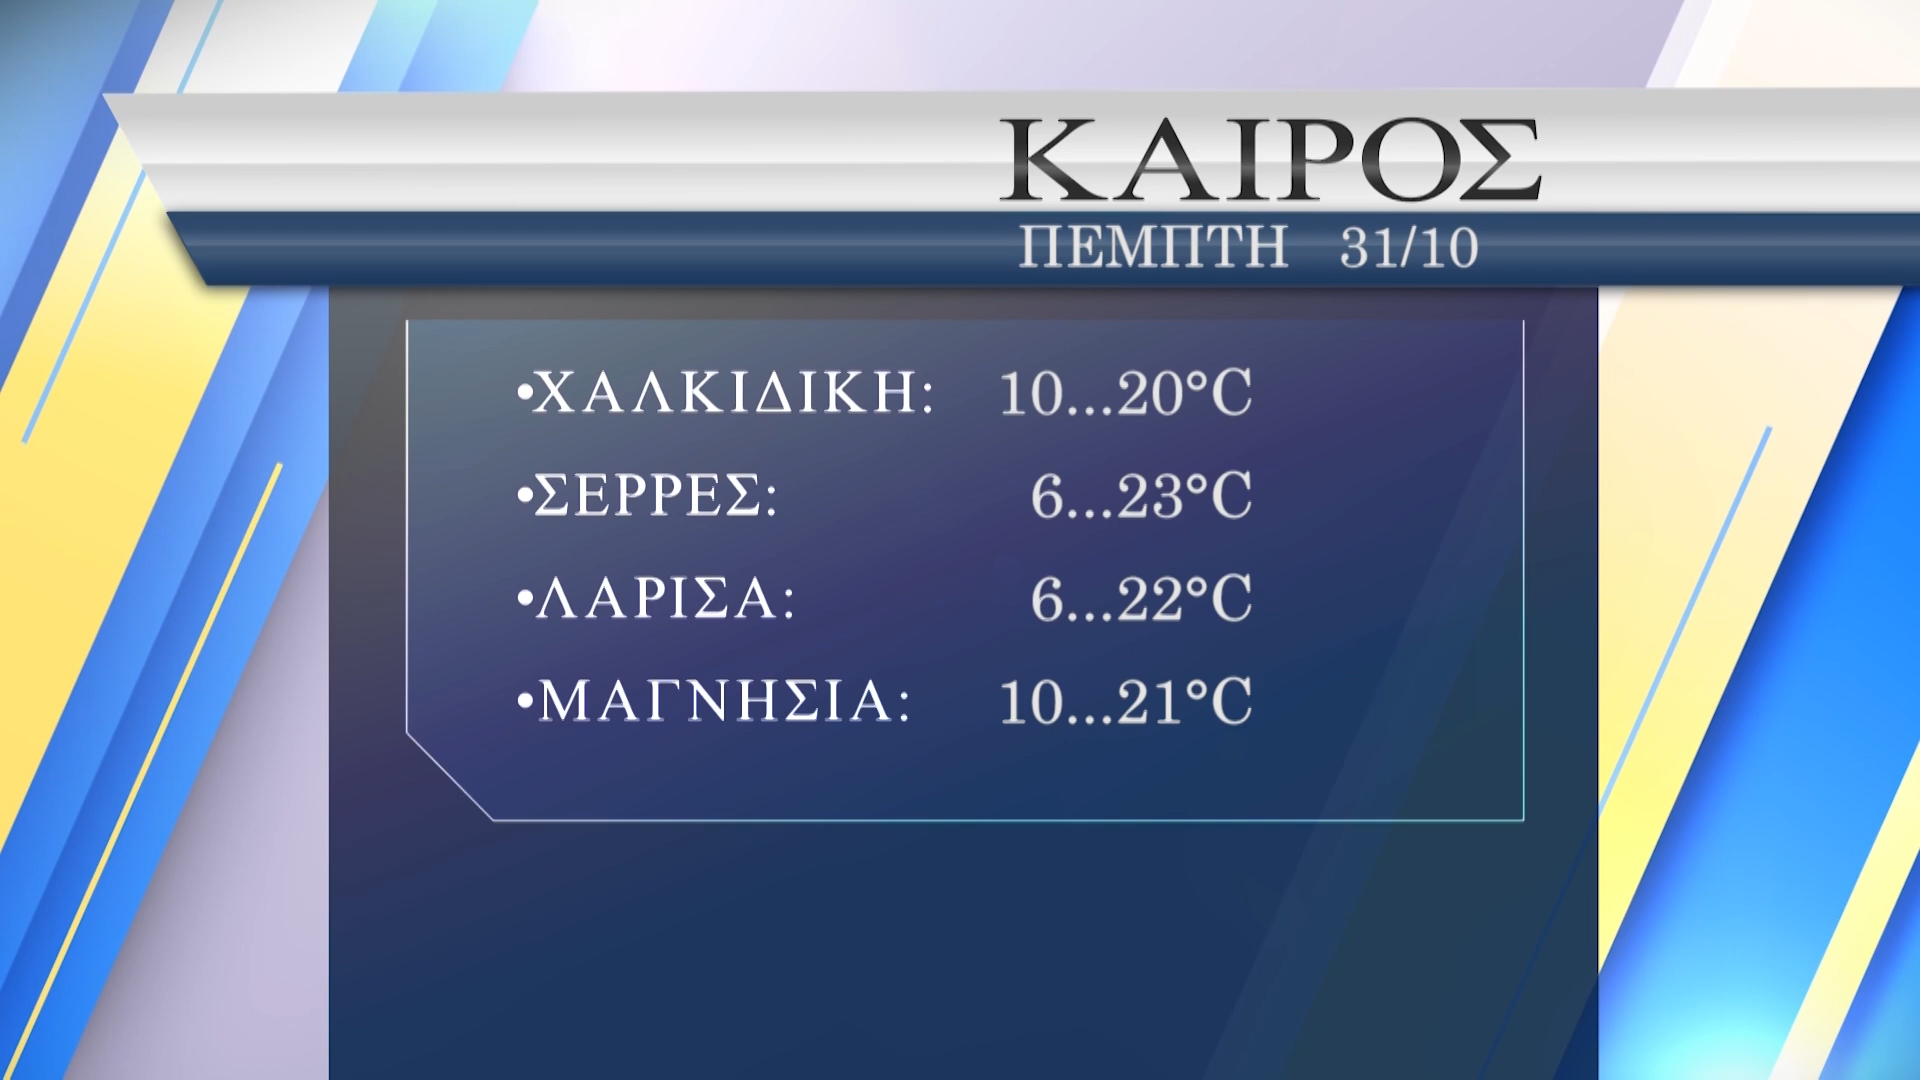 ΚΑΙΡΟΣ
ΠΕΜΠΤΗ 31/10
•ΧΑΛΚΙΔΙΚΗ: 10...20°C
•ΣΕΡΡΕΣ: 6...23°C
•ΛΑΡΙΣΑ: 6...22°C
•ΜΑΓΝΗΣΙΑ: 10...21°C